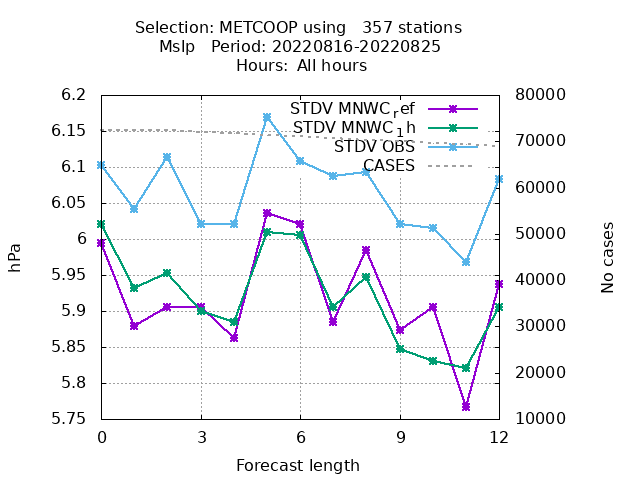 Selection: METCOOP using   357 stations
Mslp   Period: 20220816-20220825
Hours: All hours
STDV MNWC_ref
STDV MNWC_1h
STDV OBS
CASES
6.2
6.15
6.1
6.05
6
5.95
5.9
5.85
5.8
5.75
hPa
80000
70000
60000
50000
40000
30000
20000
10000
No cases
0 3 6 9 12
Forecast length